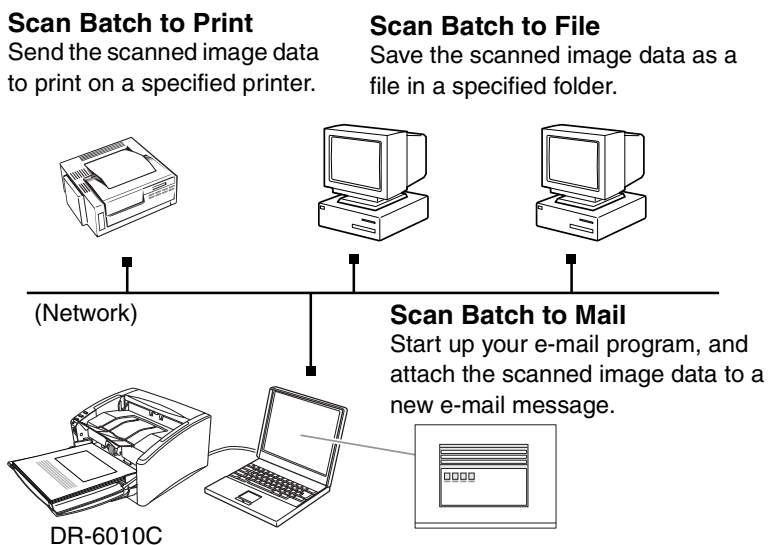 Scan Batch to Print
Send the scanned image data
to print on a specified printer.
Scan Batch to File
Save the scanned image data as a
file in a specified folder.
(Network)
Scan Batch to Mail
Start up your e-mail program, and
attach the scanned image data to a
new e-mail message.
DR-6010C